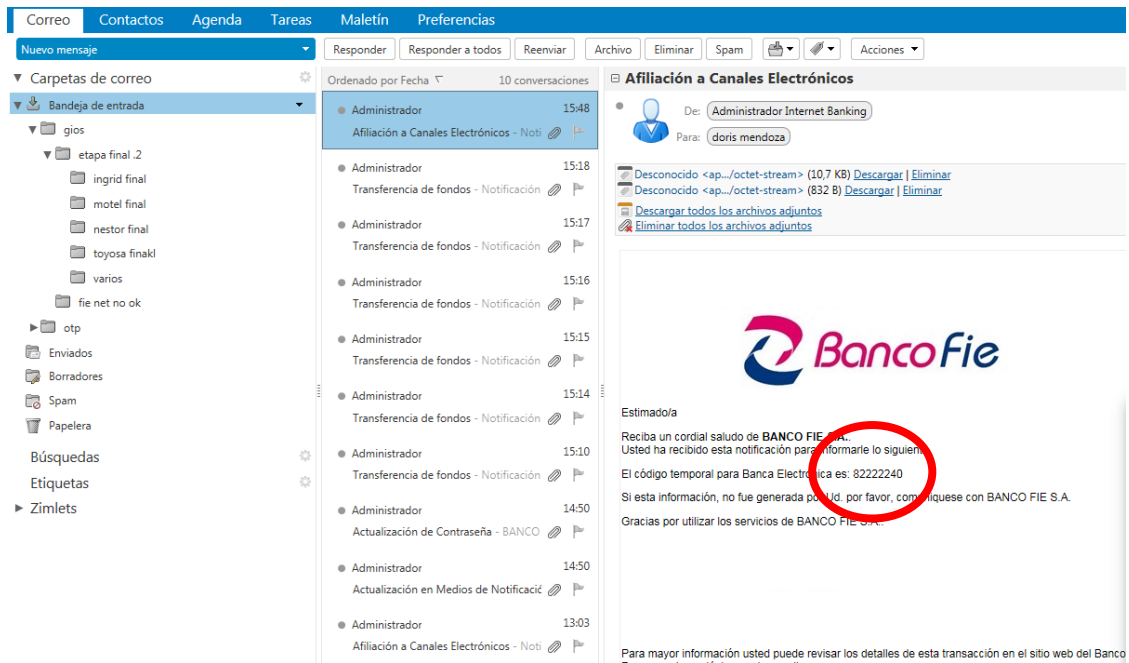 Correo Contactos Agenda Tareas Maletín Preferencias
Nuevo mensaje
Responder Responder a todos Reenviar Archivo Eliminar Spam Acciones
Carpetas de correo
Bandeja de entrada
gios
etapa final .2
ingrid final
motel final
nestor final
toyosa finakl
varios
fie net no ok
otp
Enviados
Borradores
Spam
Papelera
Búsquedas
Etiquetas
Zimlets
Ordenado por Fecha 10 conversaciones
Administrador 15:48
Afiliación a Canales Electrónicos - Noti
Administrador 15:18
Transferencia de fondos - Notificación
Administrador 15:17
Transferencia de fondos - Notificación
Administrador 15:16
Transferencia de fondos - Notificación
Administrador 15:15
Transferencia de fondos - Notificación
Administrador 15:14
Transferencia de fondos - Notificación
Administrador 15:10
Transferencia de fondos - Notificación
Administrador 14:50
Actualización de Contraseña - BANCO
Administrador 14:50
Actualización en Medios de Notificació
Administrador 13:03
Afiliación a Canales Electrónicos - Noti
Afiliación a Canales Electrónicos
De: Administrador Internet Banking
Para: doris mendoza
Desconocido <ap.../octet-stream> (10,7 KB) Descargar | Eliminar
Desconocido <ap.../octet-stream> (832 B) Descargar | Eliminar
Descargar todos los archivos adjuntos
Eliminar todos los archivos adjuntos
Banco Fie
Estimado/a
Reciba un cordial saludo de BANCO FIE S.A..
Usted ha recibido esta notificación para informarle lo siguient
El código temporal para Banca Electrónica es: 82222240
Si esta información, no fue generada por Ud. por favor, comuníquese con BANCO FIE S.A.
Gracias por utilizar los servicios de BANCO FIE S.A..
Para mayor información usted puede revisar los detalles de esta transacción en el sitio web del Banco